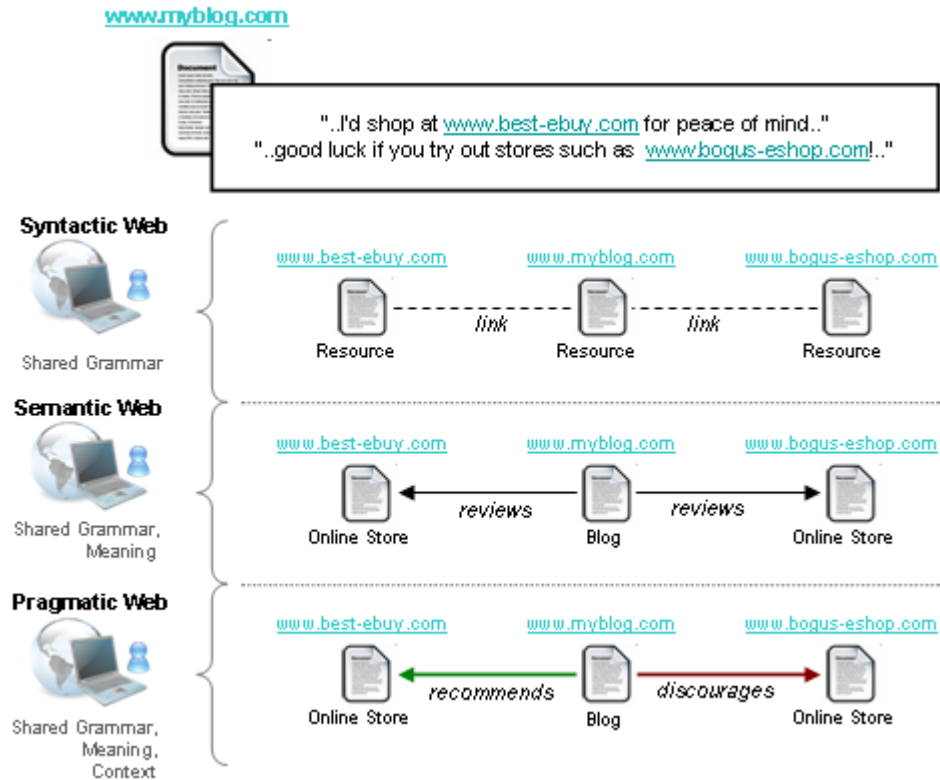 www.myblog.com
Document
"..I'd shop at www.best-ebuy.com for peace of mind.."
"..good luck if you try out stores such as www.bogus-eshop.com!.."
Syntactic Web
www.best-ebuy.com www.myblog.com www.bogus-eshop.com
link link
Resource Resource Resource
Shared Grammar
Semantic Web
www.best-ebuy.com www.myblog.com www.bogus-eshop.com
reviews reviews
Online Store Blog Online Store
Shared Grammar,
Meaning
Pragmatic Web
www.best-ebuy.com www.myblog.com www.bogus-eshop.com
recommends discourages
Online Store Blog Online Store
Shared Grammar,
Meaning,
Context